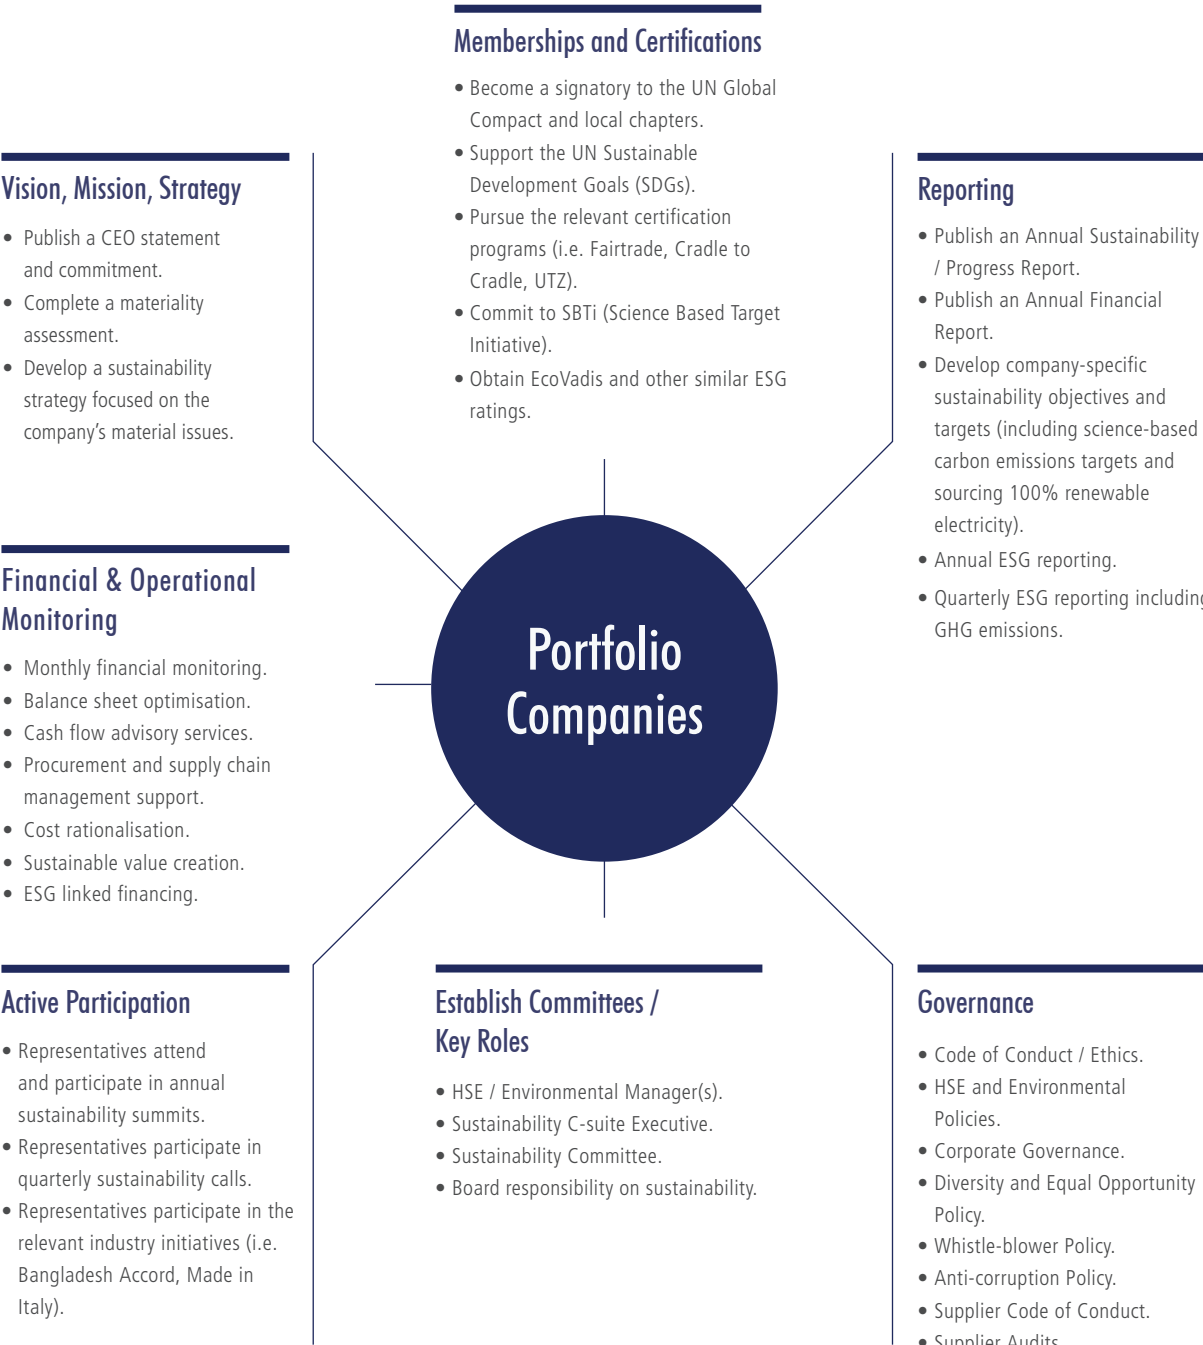 Memberships and Certifications
• Become a signatory to the UN Global
Compact and local chapters.
• Support the UN Sustainable
Development Goals (SDGs).
• Pursue the relevant certification
programs (i.e. Fairtrade, Cradle to
Cradle, UTZ).
• Commit to SBTi (Science Based Target
Initiative).
• Obtain EcoVadis and other similar ESG
ratings.
Vision, Mission, Strategy
• Publish a CEO statement
and commitment.
• Complete a materiality
assessment.
• Develop a sustainability
strategy focused on the
company's material issues.
Reporting
• Publish an Annual Sustainability
/ Progress Report.
• Publish an Annual Financial
Report.
• Develop company-specific
sustainability objectives and
targets (including science-based
carbon emissions targets and
sourcing 100% renewable
electricity).
• Annual ESG reporting.
• Quarterly ESG reporting including
GHG emissions.
Financial & Operational
Monitoring
• Monthly financial monitoring.
• Balance sheet optimisation.
• Cash flow advisory services.
• Procurement and supply chain
management support.
• Cost rationalisation.
• Sustainable value creation.
• ESG linked financing.
Portfolio
Companies
Active Participation
• Representatives attend
and participate in annual
sustainability summits.
• Representatives participate in
quarterly sustainability calls.
• Representatives participate in the
relevant industry initiatives (i.e.
Bangladesh Accord, Made in
Italy).
Establish Committees /
Key Roles
• HSE / Environmental Manager(s).
• Sustainability C-suite Executive.
• Sustainability Committee.
• Board responsibility on sustainability.
Governance
• Code of Conduct / Ethics.
• HSE and Environmental
Policies.
• Corporate Governance.
• Diversity and Equal Opportunity
Policy.
• Whistle-blower Policy.
• Anti-corruption Policy.
• Supplier Code of Conduct.
• Supplier Audits